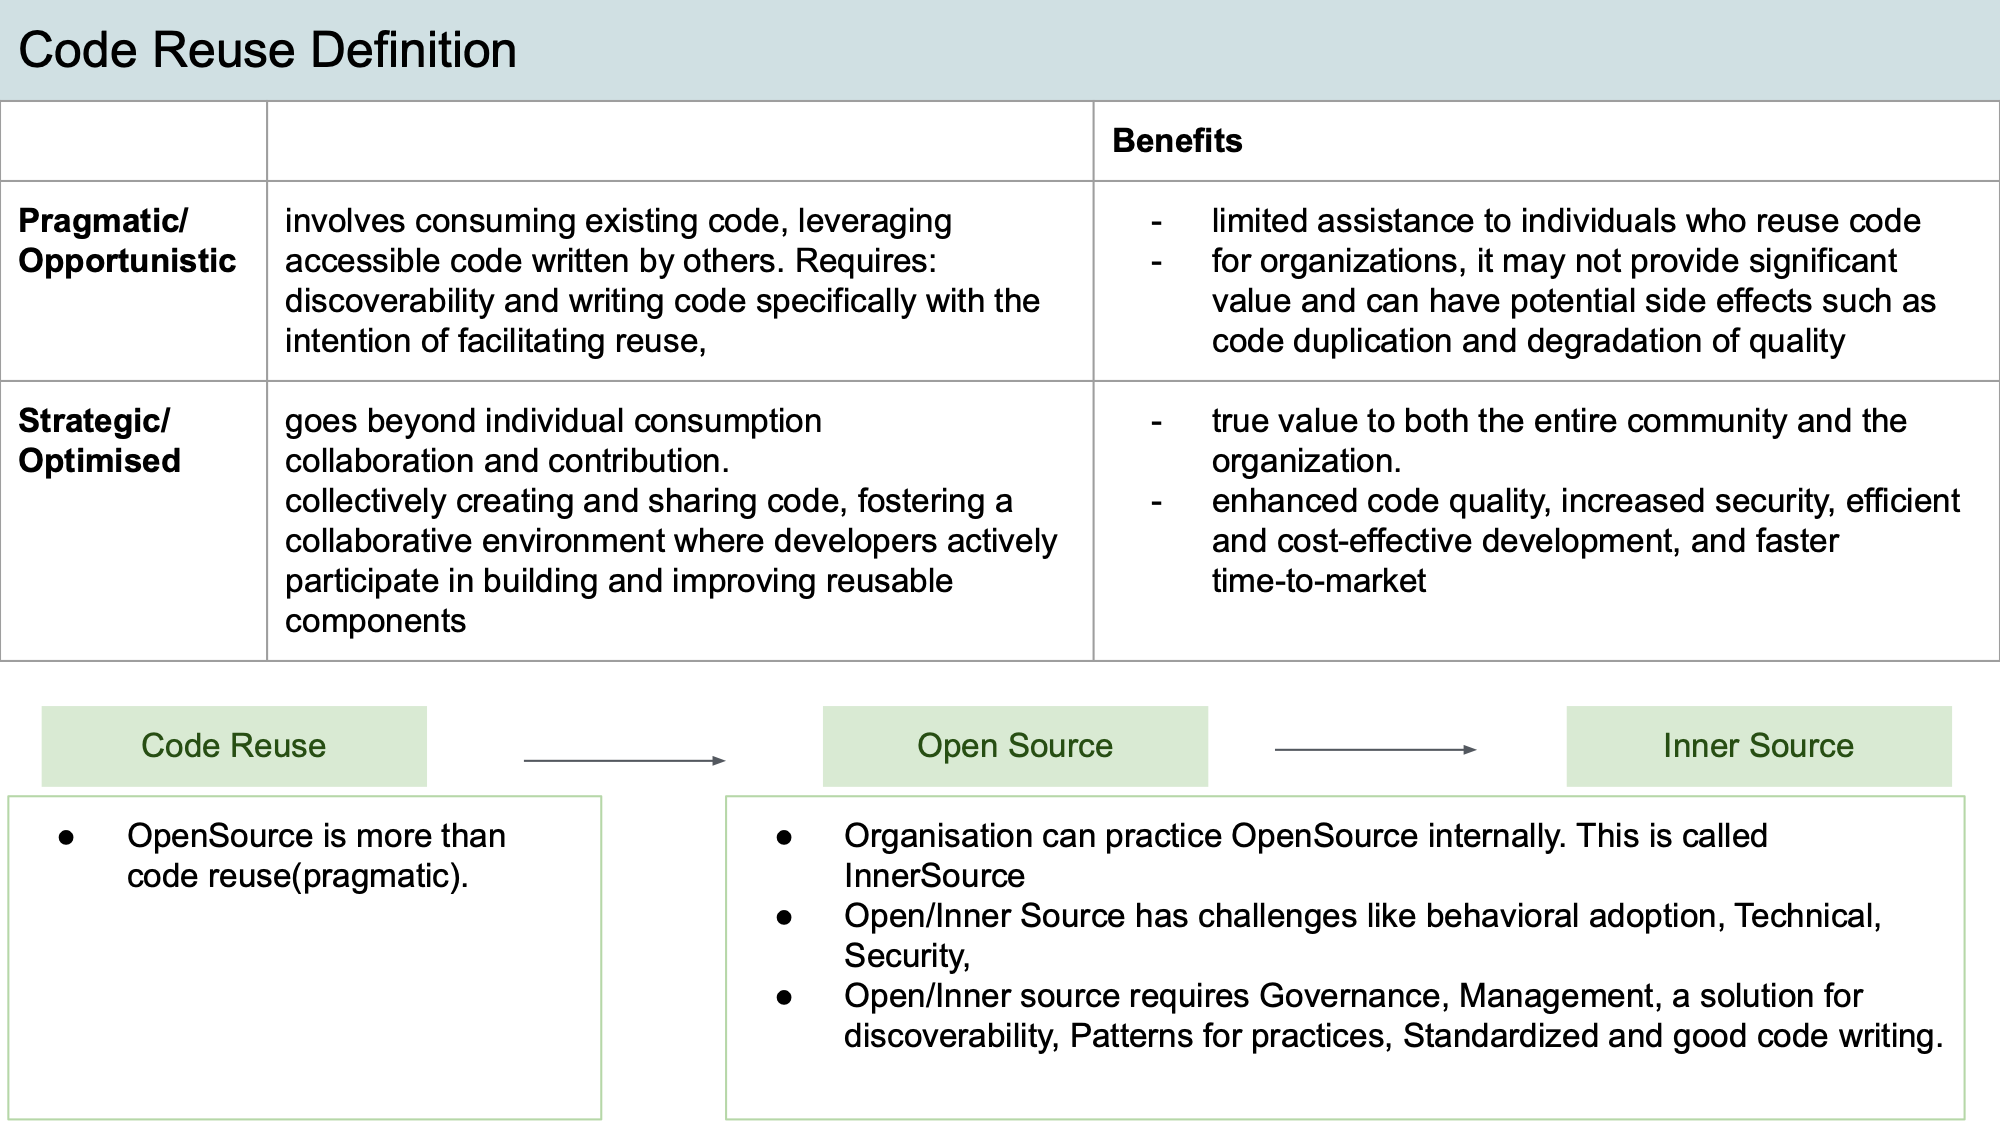 Code Reuse Definition
Benefits
Pragmatic/
Opportunistic
involves consuming existing code, leveraging
accessible code written by others. Requires:
discoverability and writing code specifically with the
intention of facilitating reuse,
- limited assistance to individuals who reuse code
- for organizations, it may not provide significant
value and can have potential side effects such as
code duplication and degradation of quality
Strategic/
Optimised
goes beyond individual consumption
collaboration and contribution.
collectively creating and sharing code, fostering a
collaborative environment where developers actively
participate in building and improving reusable
components
- true value to both the entire community and the
organization.
- enhanced code quality, increased security, efficient
and cost-effective development, and faster
time-to-market
Code Reuse
Open Source
Inner Source
● OpenSource is more than
code reuse(pragmatic).
● Organisation can practice OpenSource internally. This is called
InnerSource
● Open/Inner Source has challenges like behavioral adoption, Technical,
Security,
● Open/Inner source requires Governance, Management, a solution for
discoverability, Patterns for practices, Standardized and good code writing.